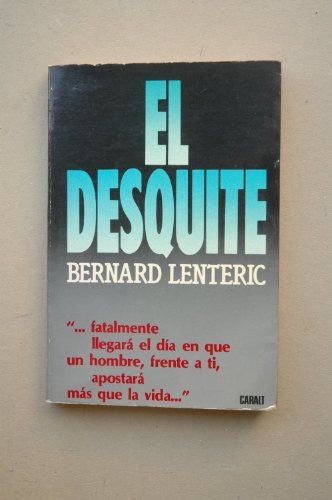 EL
DESQUITE
BERNARD LENTERIC
“... fatalmente
llegará el día en que
un hombre, frente a ti,
apostará
más que la vida...”
CARALT